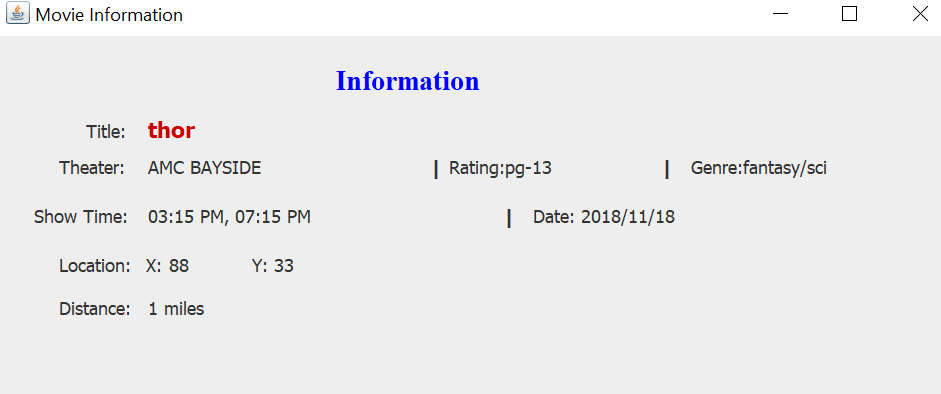 Movie Information
Information
Title: thor
Theater: AMC BAYSIDE | Rating:pg-13 | Genre:fantasy/sci
Show Time: 03:15 PM, 07:15 PM | Date: 2018/11/18
Location: X: 88 Y: 33
Distance: 1 miles